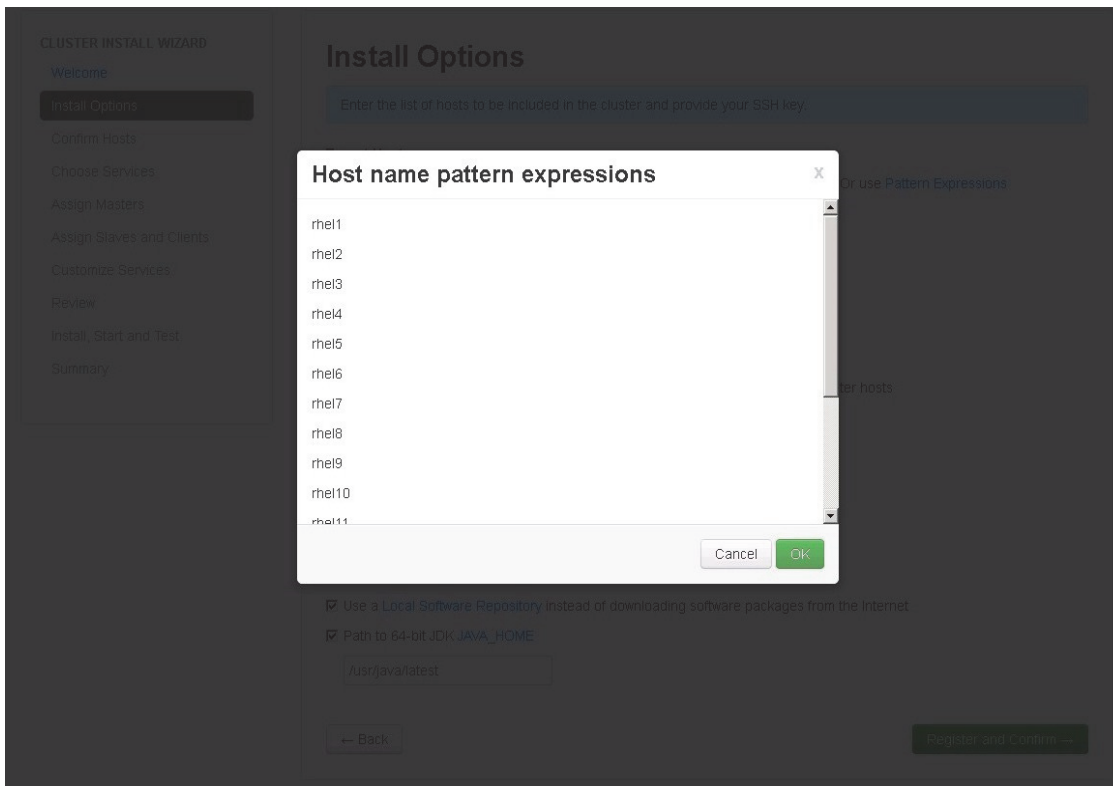 CLUSTER INSTALL WIZARD
Welcome
Install Options
Confirm Hosts
Choose Services
Assign Masters
Assign Slaves and Clients
Customize Services
Review
Install, Start and Test
Summary
Install Options
Enter the list of hosts to be included in the cluster and provide your SSH key.
Or use Pattern Expressions
Host name pattern expressions
x
rhel1
rhel2
rhel3
rhel4
rhel5
rhel6
rhel7
rhel8
rhel9
rhel10
rhel11
hosts
Cancel
OK
Use a Local Software Repository instead of downloading software packages from the Internet
Path to 64-bit JDK JAVA_HOME
/usr/java/latest
← Back
Register and Confirm →